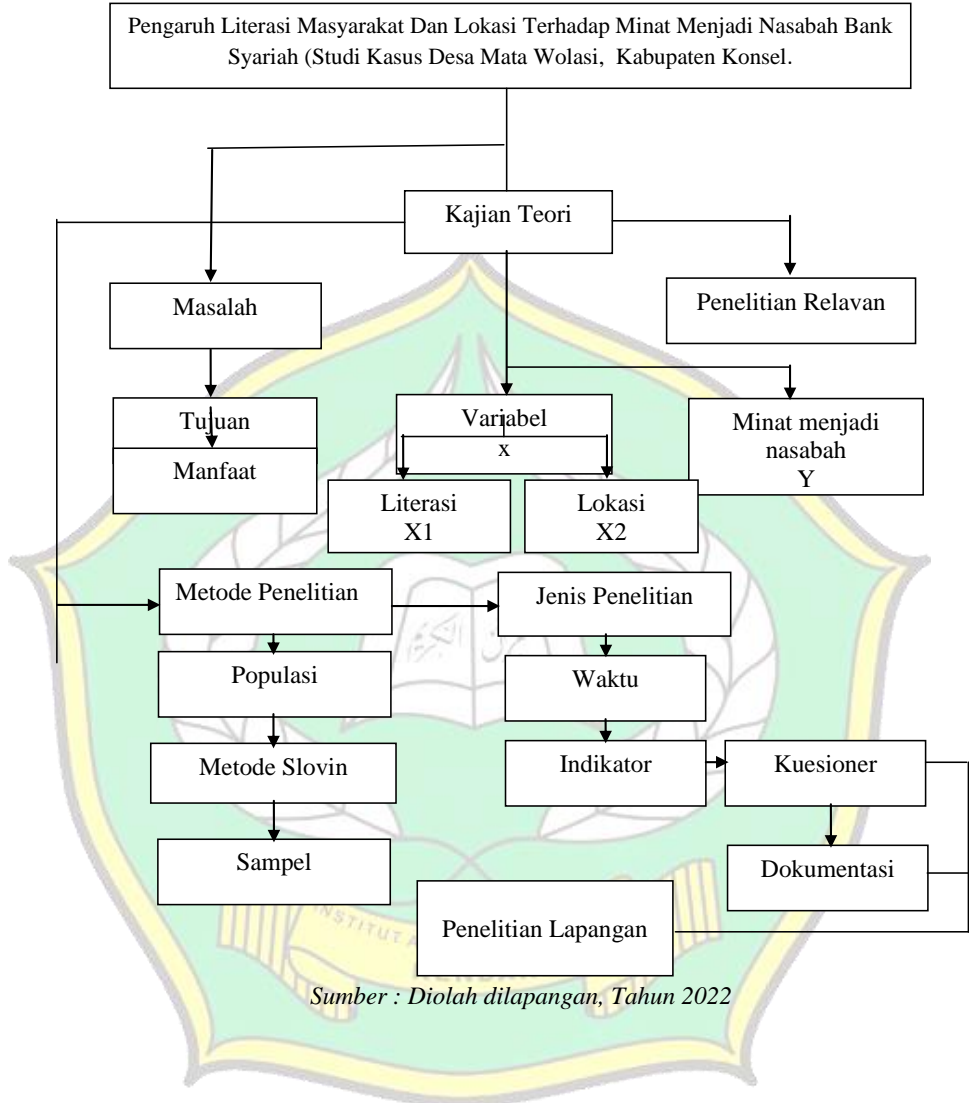 Pengaruh Literasi Masyarakat Dan Lokasi Terhadap Minat Menjadi Nasabah Bank
Syariah (Studi Kasus Desa Mata Wolasi, Kabupaten Konsel.
Kajian Teori
Masalah
Penelitian Relavan
Tujuan
Manfaat
Variabel
x
Minat menjadi
nasabah
Y
Literasi
X1
Lokasi
X2
Metode Penelitian
Jenis Penelitian
Populasi
Waktu
Metode Slovin
Indikator
Kuesioner
Sampel
Dokumentasi
Penelitian Lapangan
INSTITUT
Sumber : Diolah dilapangan, Tahun 2022